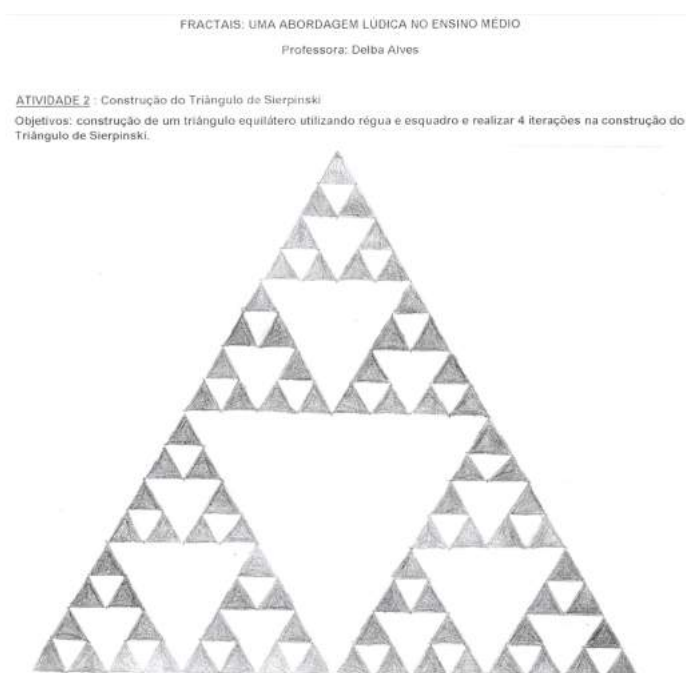 FRACTAIS: UMA ABORDAGEM LÚDICA NO ENSINO MÉDIO
Professora: Delba Alves
ATIVIDADE 2 : Construção do Triângulo de Sierpinski
Objetivos: construção de um triângulo equilátero utilizando régua e esquadro e realizar 4 iterações na construção do
Triângulo de Sierpinski.